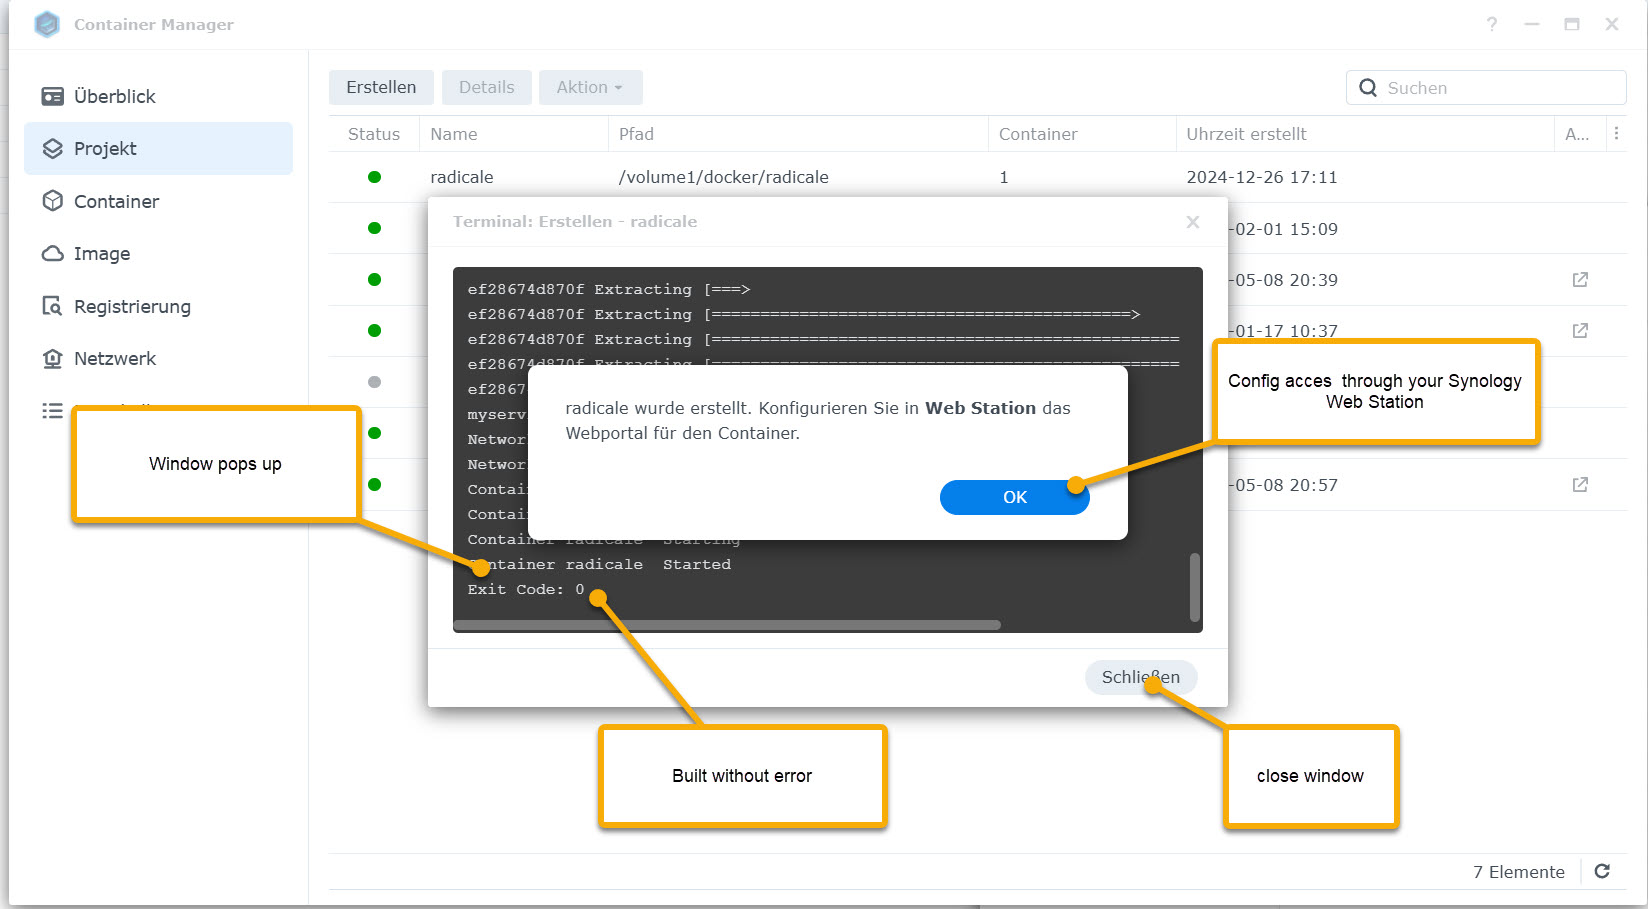 Container Manager
Überblick
Projekt
Container
Image
Registrierung
Netzwerk
Erstellen Details Aktion
Suchen
Status Name Pfad Container Uhrzeit erstellt A...
radicale /volume1/docker/radicale 1 2024-12-26 17:11
-02-01 15:09
-05-08 20:39
-01-17 10:37
-05-08 20:57
Terminal: Erstellen - radicale
ef28674d870f Extracting [===>
ef28674d870f Extracting [===========================================>
ef28674d870f Extracting [================================================
ef28674d870f Extracting [================================================
ef2867
myservi
Networ
Networ
Contai
Contai
Container radicale Starting
Container radicale Started
Exit Code: 0
radicale wurde erstellt. Konfigurieren Sie in Web Station das
Webportal für den Container.
OK
Schließen
Config acces through your Synology
Web Station
Window pops up
Built without error
close window
7 Elemente